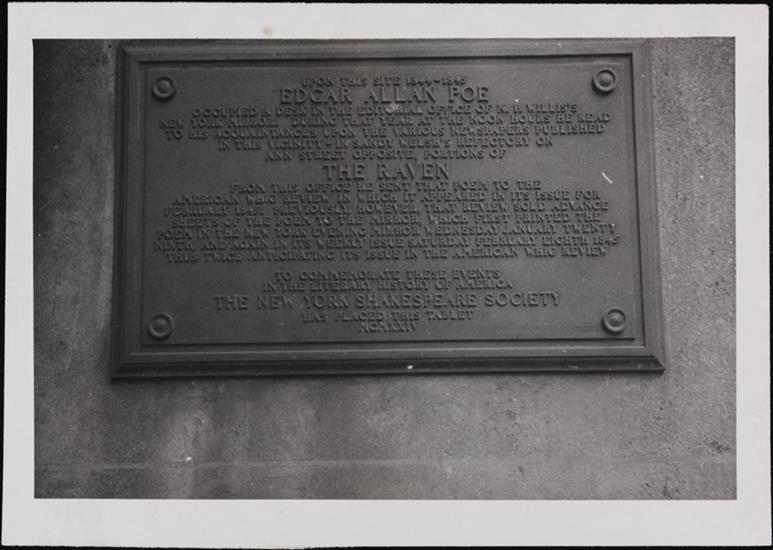 UPON THIS SITE 1844-1845
EDGAR ALLAN POE
OCCUPIED A DESK IN THE EDITORIAL OFFICE OF N. P. WILLIS'S
NEW YORK MIRROR. DURING THAT YEAR AT THE NOON HOURS HE READ
TO HIS ACQUAINTANCES UPON THE VARIOUS NEWSPAPERS PUBLISHED
IN THIS VICINITY-IN SANDY WELSH'S REFECTORY ON
ANN STREET OPPOSITE, PORTIONS OF
THE RAVEN
FROM THIS OFFICE HE SENT THAT POEM TO THE
AMERICAN WHIG REVIEW IN WHICH IT APPEARED IN ITS ISSUE FOR
FEBRUARY 1845. PREVIOUSLY, HOWEVER, THAT REVIEW SOLD ADVANCE
SHEETS OF THE POEM TO THE MIRROR, WHICH FIRST PRINTED THE
POEM IN THE NEW YORK EVENING MIRROR WEDNESDAY JANUARY TWENTY
NINTH, AND AGAIN IN ITS WEEKLY ISSUE SATURDAY FEBRUARY EIGHTH 1845
THUS TWICE ANTICIPATING ITS ISSUE IN THE AMERICAN WHIG REVIEW
TO COMMEMORATE THESE EVENTS
IN THE LITERARY HISTORY OF AMERICA
THE NEW YORK SHAKESPEARE SOCIETY
HAS PLACED THIS TABLET
MCMXXIV